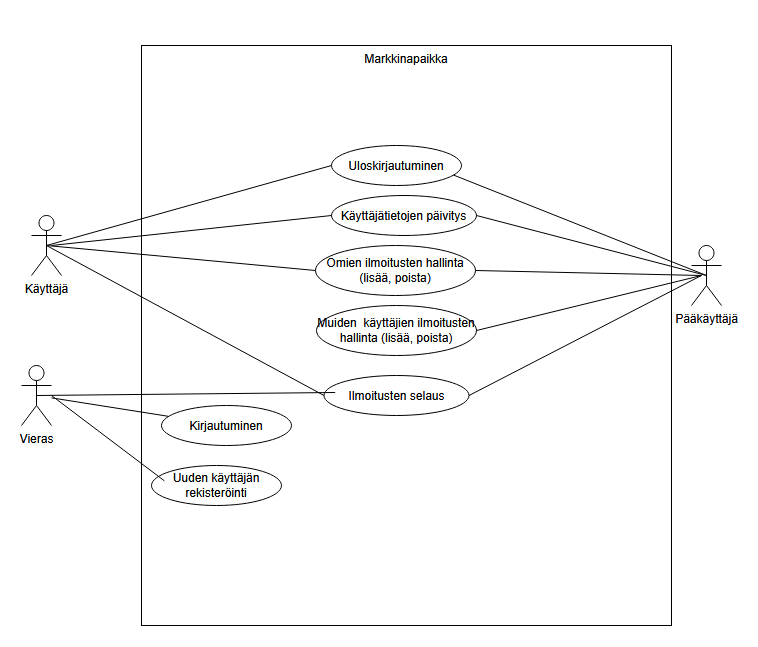 Markkinapaikka
Uloskirjautuminen
Käyttäjätietojen päivitys
Omien ilmoitusten hallinta
(lisää, poista)
Käyttäjä
Pääkäyttäjä
Muiden käyttäjien ilmoitusten
hallinta (lisää, poista)
Ilmoitusten selaus
Kirjautuminen
Vieras
Uuden käyttäjän
rekisteröinti